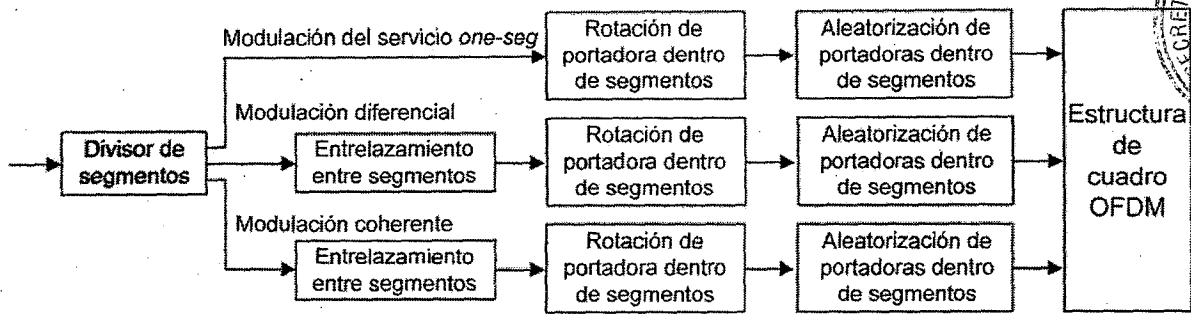 Modulación del servicio one-seg
Rotación de
portadora dentro
de segmentos
Aleatorización de
portadoras dentro
de segmentos
Modulación diferencial
Divisor de
segmentos
Entrelazamiento
entre segmentos
Rotación de
portadora dentro
de segmentos
Aleatorización de
portadoras dentro
de segmentos
Modulación coherente
Entrelazamiento
entre segmentos
Rotación de
portadora dentro
de segmentos
Aleatorización de
portadoras dentro
de segmentos
Estructura
de
cuadro
OFDM